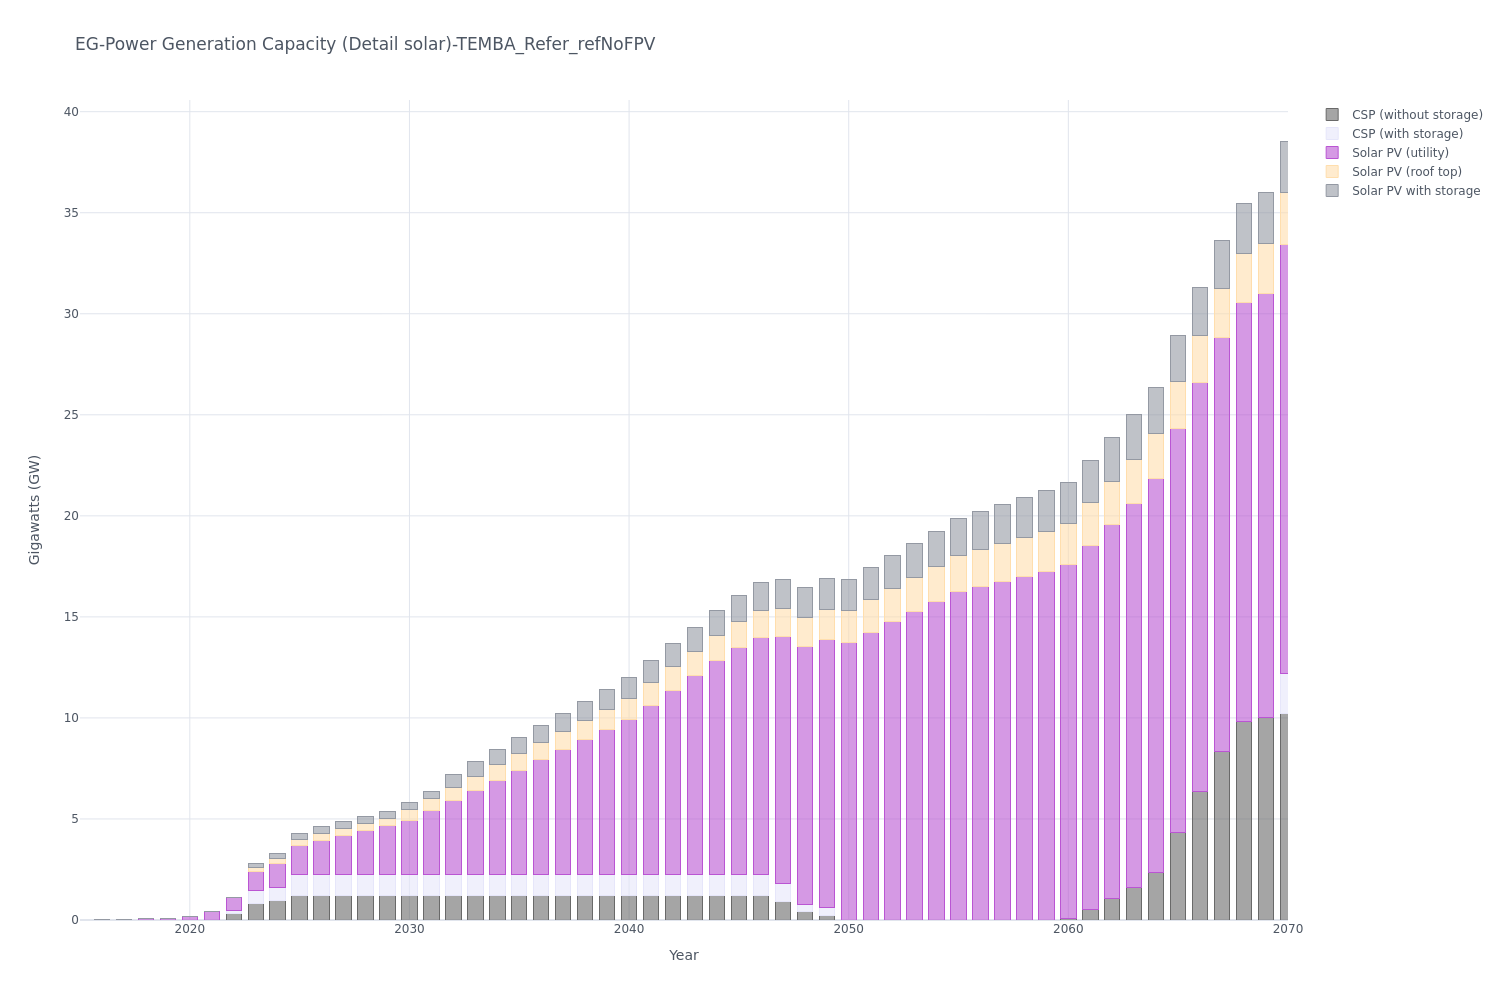 EG-Power Generation Capacity (Detail solar)-TEMBA_Refer_refNoFPV
CSP (without storage)
CSP (with storage)
Solar PV (utility)
Solar PV (roof top)
Solar PV with storage
Gigawatts (GW)
40
35
30
25
20
15
10
5
0
2020
2030
2040
2050
2060
2070
Year